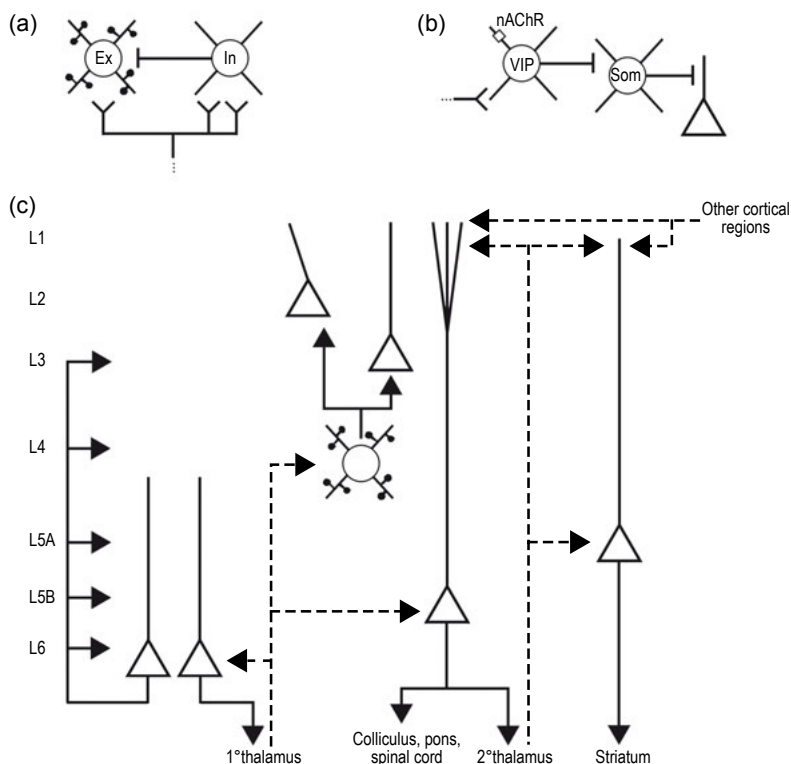 (a)
Ex
In
(b)
nAChR
VIP
Som
(c)
Other cortical
regions
L1
L2
L3
L4
L5A
L5B
L6
1°thalamus
Colliculus, pons,
spinal cord
2°thalamus
Striatum